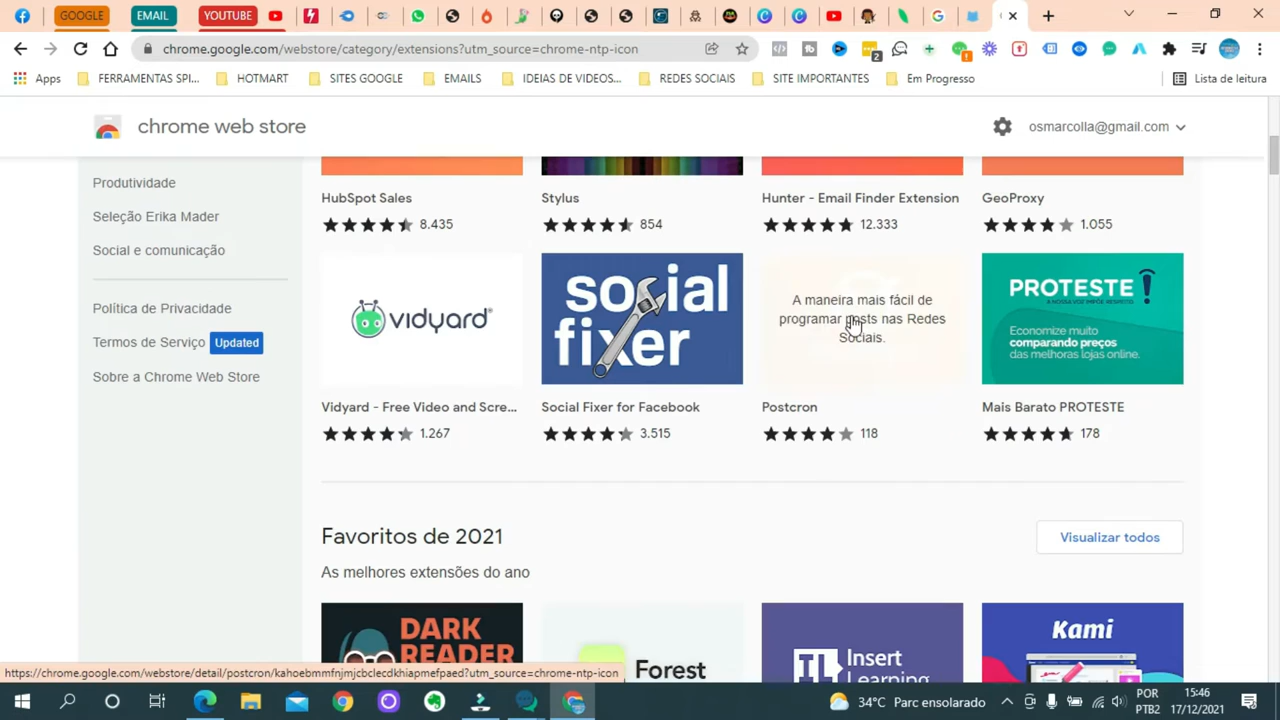 GOOGLE
EMAIL
YOUTUBE
chrome.google.com/webstore/category/extensions?utm_source=chrome-ntp-icon
2
Apps
FERRAMENTAS SPI...
HOTMART
SITES GOOGLE
EMAILS
IDEIAS DE VIDEOS...
REDES SOCIAIS
SITE IMPORTANTES
Em Progresso
Lista de leitura
chrome web store
osmarcolla@gmail.com
Produtividade
Seleção Erika Mader
Social e comunicação
Política de Privacidade
Termos de Serviço Updated
Sobre a Chrome Web Store
HubSpot Sales
8.435
Stylus
854
Hunter - Email Finder Extension
12.333
GeoProxy
1.055
vidyard
Vidyard - Free Video and Scre...
1.267
social
fixer
Social Fixer for Facebook
3.515
A maneira mais fácil de
programar posts nas Redes
Sociais.
Postcron
118
PROTESTE
A NOSSA VOZ IMPÕE RESPEITO
Economize muito
comparando preços
das melhores lojas online.
Mais Barato PROTESTE
178
Favoritos de 2021
Visualizar todos
As melhores extensões do ano
DARK
READER
Forest
IL Insert
Learning
Kami
https://chrome.google.com/webstore/detail/postcron/kahoebmmfnjmjcbclecdkhiapmefpaed?utm_source=chrome-ntp-icon
34°C Parc ensolarado
POR
PTB2
15:46
17/12/2021